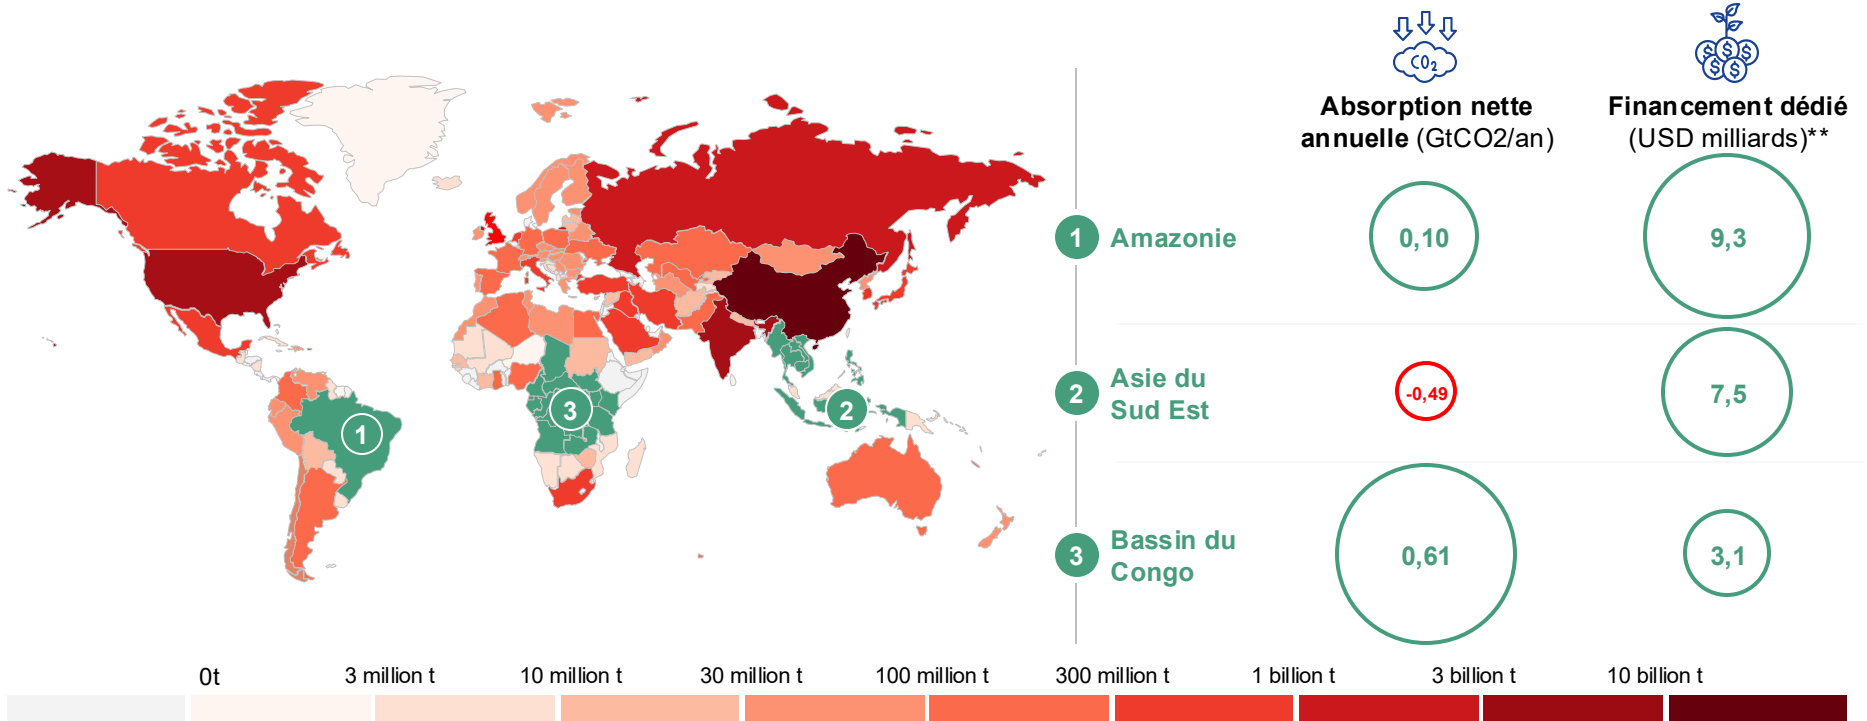 CO2
$ $ $
$ $
Absorption nette
annuelle (GtCO2/an)
Financement dédié
(USD milliards)**
1 Amazonie
0,10
9,3
2 Asie du
Sud Est
-0,49
7,5
3 Bassin du
Congo
0,61
3,1
1
3
2
0t
3 million t
10 million t
30 million t
100 million t
300 million t
1 billion t
3 billion t
10 billion t